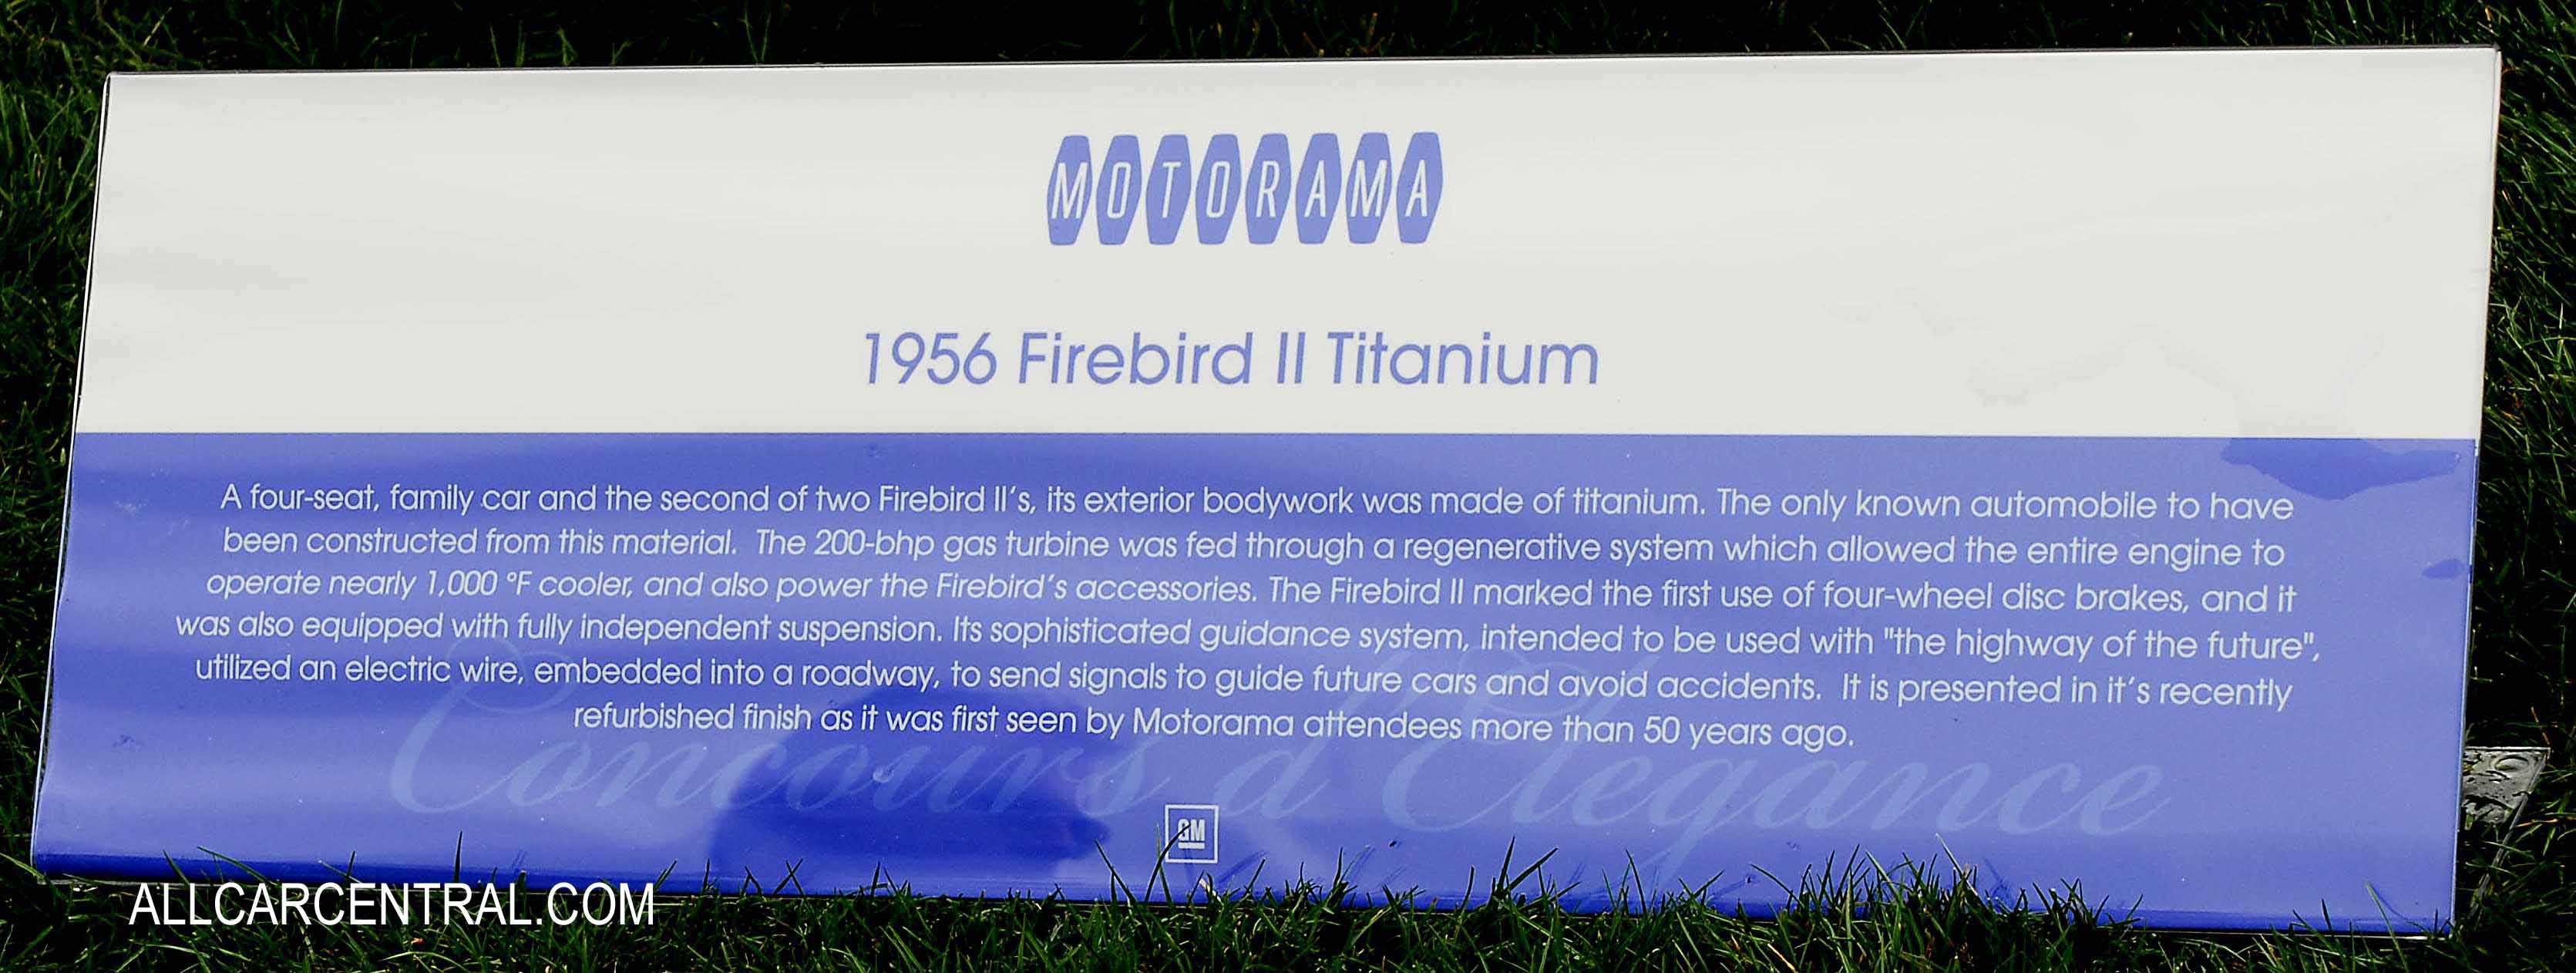 MOTORAMA
1956 Firebird II Titanium
A four-seat, family car and the second of two Firebird II's, its exterior bodywork was made of titanium. The only known automobile to have
been constructed from this material.  The 200-bhp gas turbine was fed through a regenerative system which allowed the entire engine to
operate nearly 1,000 °F cooler, and also power the Firebird's accessories. The Firebird II marked the first use of four-wheel disc brakes, and it
was also equipped with fully independent suspension. Its sophisticated guidance system, intended to be used with "the highway of the future",
utilized an electric wire, embedded into a roadway, to send signals to guide future cars and avoid accidents.  It is presented in it's recently
refurbished finish as it was first seen by Motorama attendees more than 50 years ago.
Concours d'Elegance
GM
ALLCARCENTRAL.COM